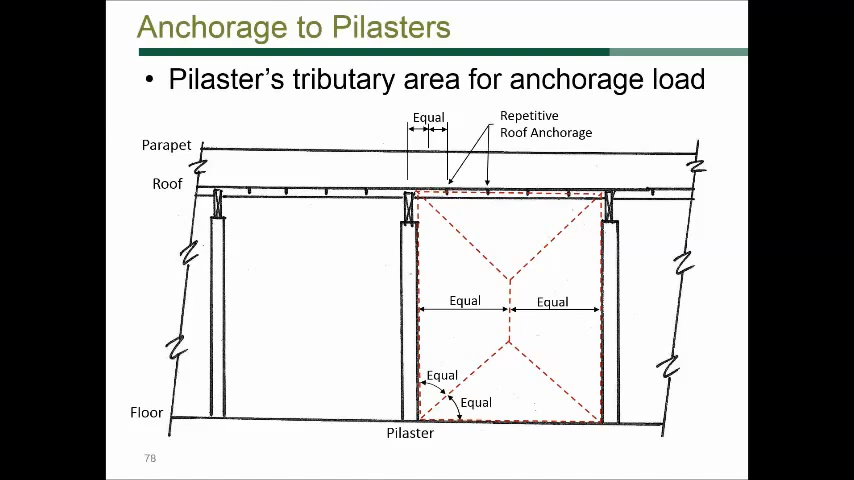 Anchorage to Pilasters
• Pilaster's tributary area for anchorage load
Equal
Repetitive
Roof Anchorage
Parapet
Roof
Equal
Equal
Equal
Equal
Floor
Pilaster
78